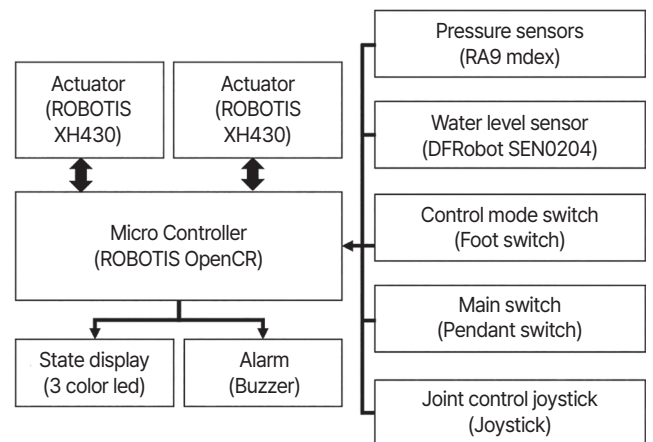 Actuator
(ROBOTIS
XH430)
Actuator
(ROBOTIS
XH430)
Micro Controller
(ROBOTIS OpenCR)
State display
(3 color led)
Alarm
(Buzzer)
Pressure sensors
(RA9 mdex)
Water level sensor
(DFRobot SEN0204)
Control mode switch
(Foot switch)
Main switch
(Pendant switch)
Joint control joystick
(Joystick)